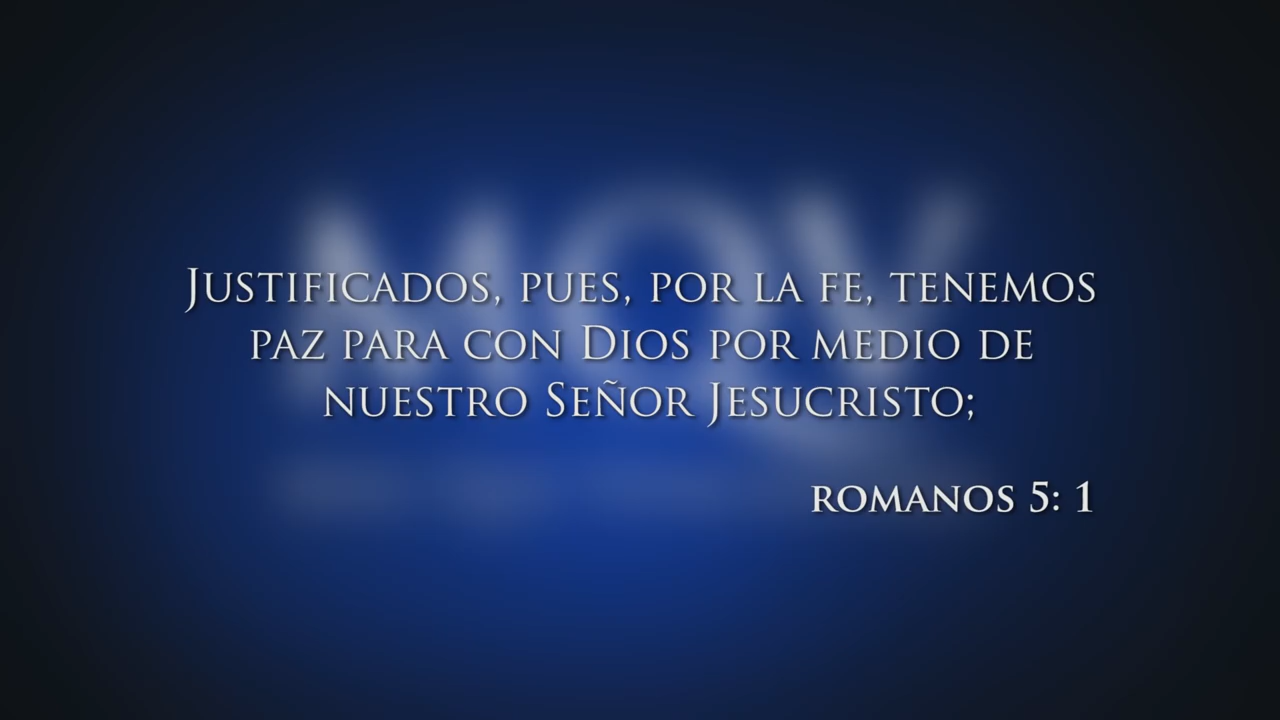 Justificados, pues, por la fe, tenemos
paz para con Dios por medio de
nuestro Señor Jesucristo;
romanos 5: 1